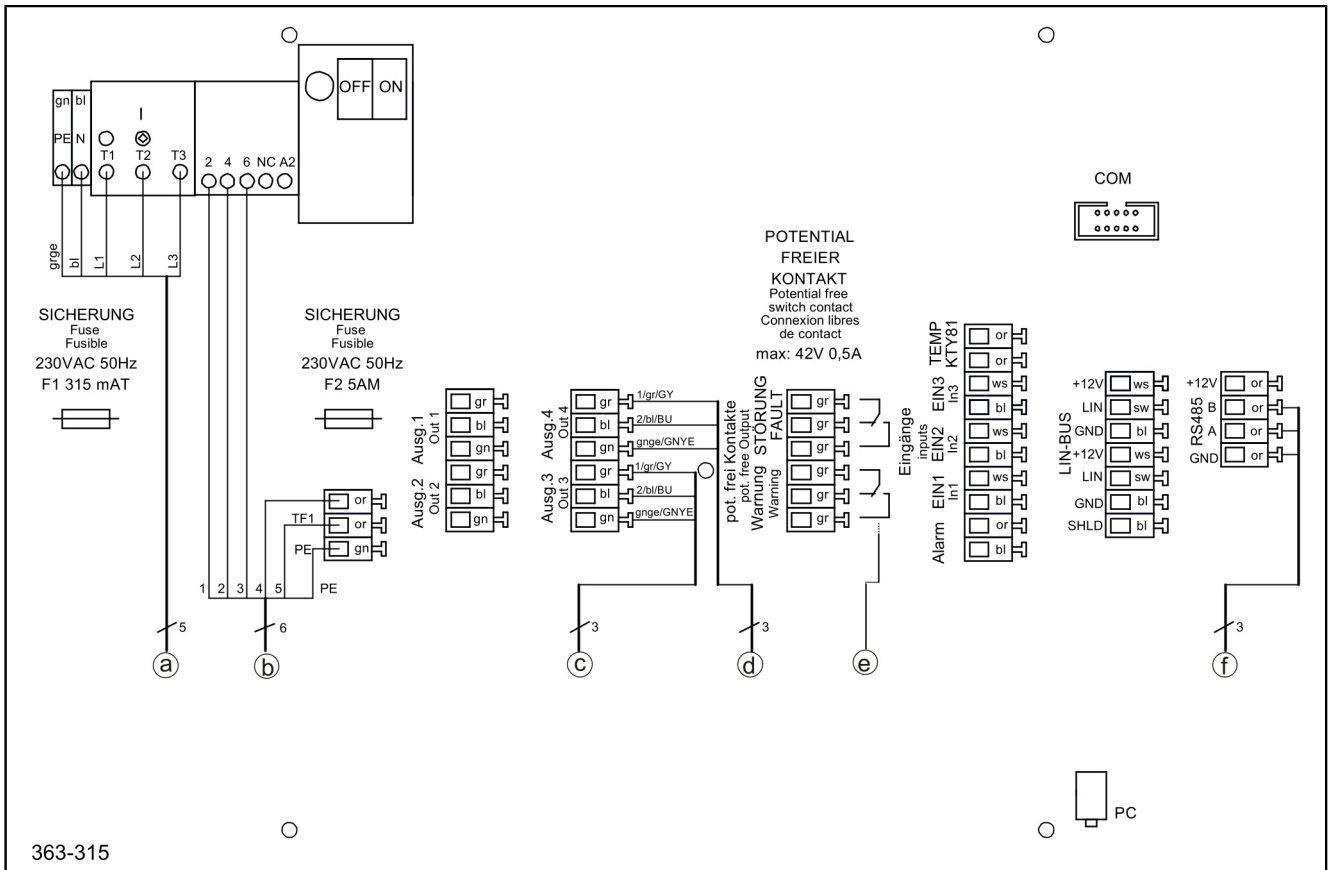 OFF ON
gn bl
I
PE N
T1 T2 T3
2 4 6 NC A2
grge bl L1 L2 L3
SICHERUNG
Fuse
Fusible
230VAC 50Hz
F1 315 mAT
SICHERUNG
Fuse
Fusible
230VAC 50Hz
F2 5AM
or
TF1 or
PE gn
1 2 3 4 5 PE
5
6
a
b
Ausg.1
Out 1
Ausg.2
Out 2
gr
bl
gn
gr
bl
gn
Ausg.4
Out 4
Ausg.3
Out 3
gr 1/gr/GY
bl 2/bl/BU
gn gnge/GNYE
gr 1/gr/GY
bl 2/bl/BU
gn gnge/GNYE
3
3
c
d
POTENTIAL
FREIER
KONTAKT
Potential free
switch contact
Connexion libres
de contact
max: 42V 0,5A
pot. frei Kontakte
pot. free Output
STÖRUNG
FAULT
Warnung
Warning
gr
gr
gr
gr
gr
gr
e
Eingänge
inputs
TEMP
KTY81
EIN3
In3
EIN2
In2
EIN1
In1
Alarm
or
or
ws
bl
ws
bl
ws
bl
or
bl
COM
LIN-BUS
+12V ws
LIN sw
GND bl
+12V ws
LIN sw
GND bl
SHLD bl
RS485
+12V or
B or
A or
GND or
3
f
PC
363-315